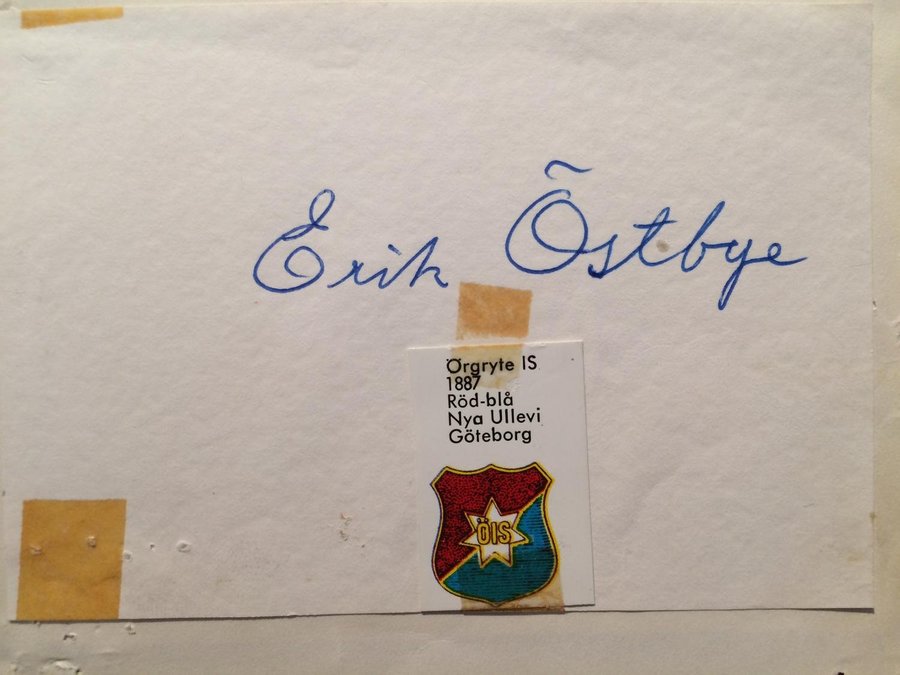 Erik Östbye
Örgryte IS
1887
Röd-blå
Nya Ullevi
Göteborg
ÖIS